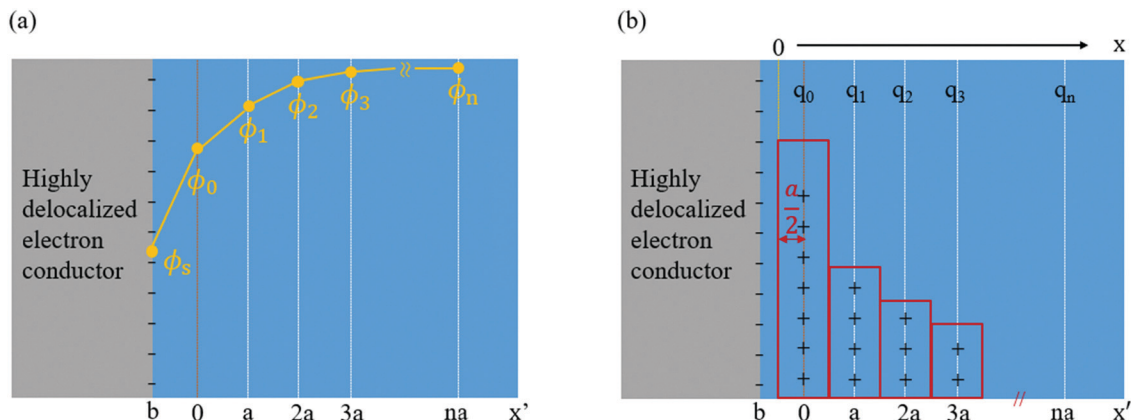 (a)
ϕₛ
ϕ₀
ϕ₁
ϕ₂
ϕ₃
ϕₙ
Highly
delocalized
electron
conductor
b 0 a 2a 3a na x'
(b)
0 x
q₀ q₁ q₂ q₃ qₙ
Highly
delocalized
electron
conductor
a
2
b 0 a 2a 3a na x'